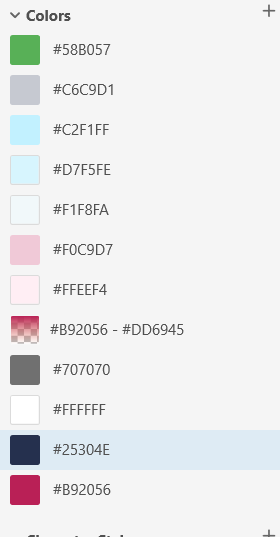 Colors
#58B057
#C6C9D1
#C2F1FF
#D7F5FE
#F1F8FA
#F0C9D7
#FFEEF4
#B92056 - #DD6945
#707070
#FFFFFF
#25304E
#B92056